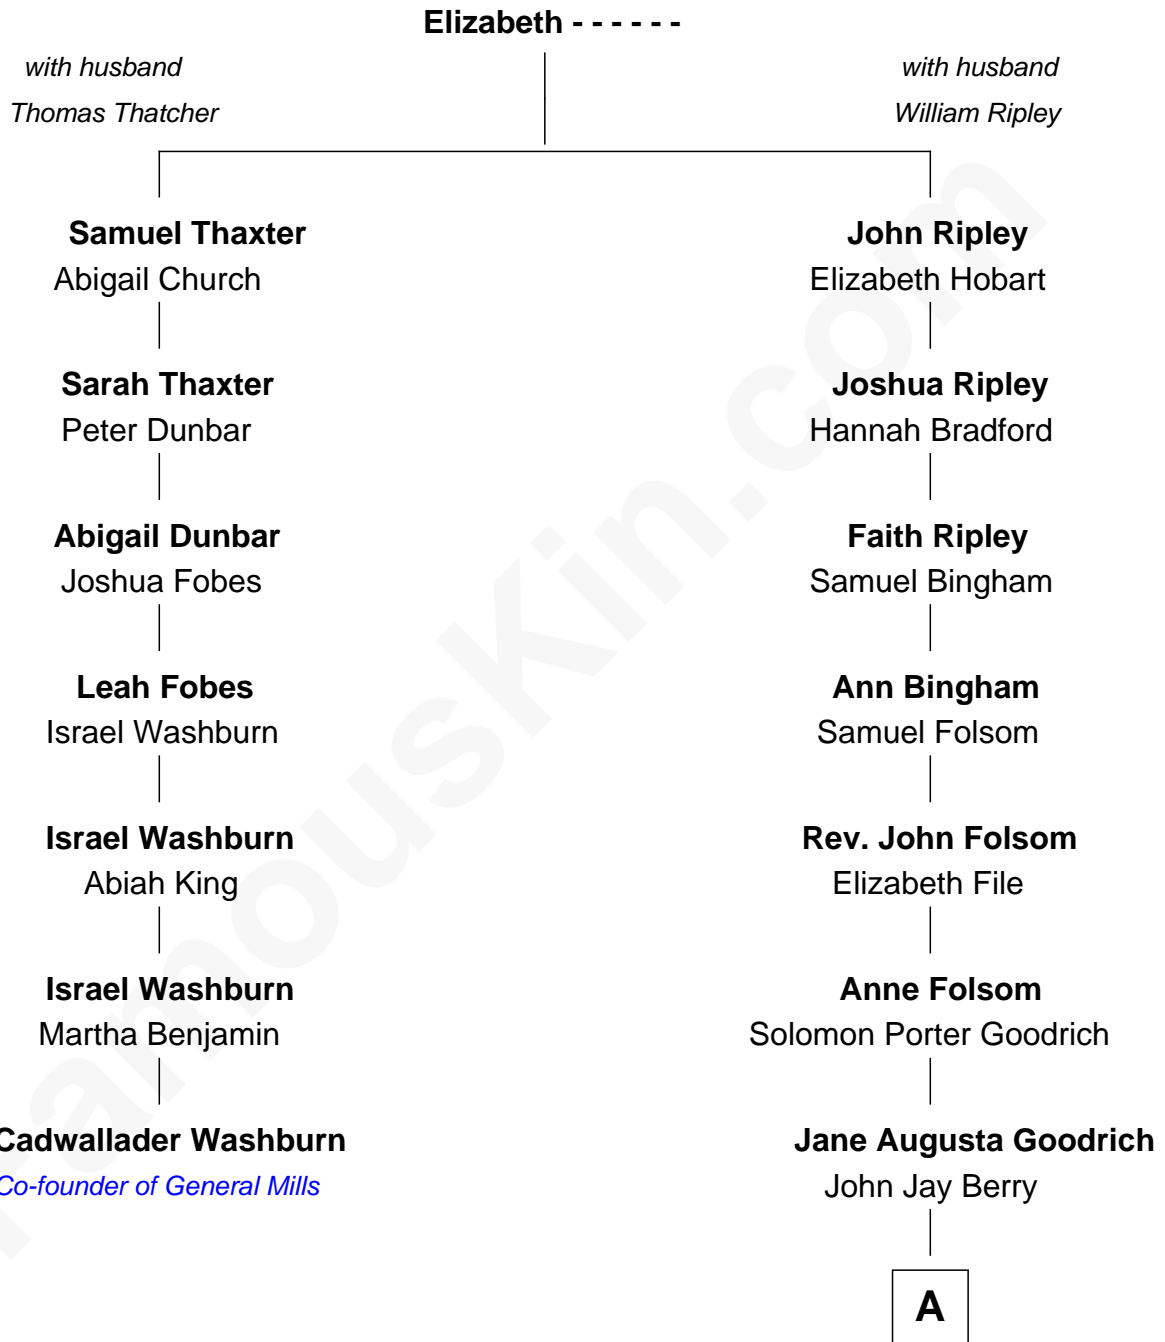 Elizabeth - - - - - -
with husband
Thomas Thatcher
with husband
William Ripley
Samuel Thaxter
Abigail Church
John Ripley
Elizabeth Hobart
Sarah Thaxter
Peter Dunbar
Joshua Ripley
Hannah Bradford
Abigail Dunbar
Joshua Fobes
Faith Ripley
Samuel Bingham
Leah Fobes
Israel Washburn
Ann Bingham
Samuel Folsom
Israel Washburn
Abiah King
Rev. John Folsom
Elizabeth File
Israel Washburn
Martha Benjamin
Anne Folsom
Solomon Porter Goodrich
Cadwallader Washburn
Co-founder of General Mills
Jane Augusta Goodrich
John Jay Berry
A
FamousKin.com